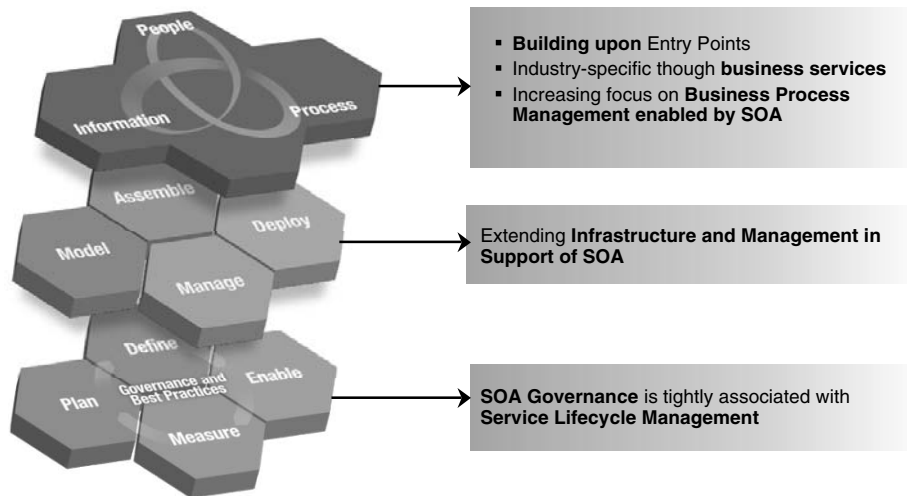 People
Information
Process
▪ Building upon Entry Points
▪ Industry-specific though business services
▪ Increasing focus on Business Process
Management enabled by SOA
Assemble
Model
Deploy
Manage
Extending Infrastructure and Management in
Support of SOA
Define
Plan
Governance and
Best Practices
Enable
Measure
SOA Governance is tightly associated with
Service Lifecycle Management